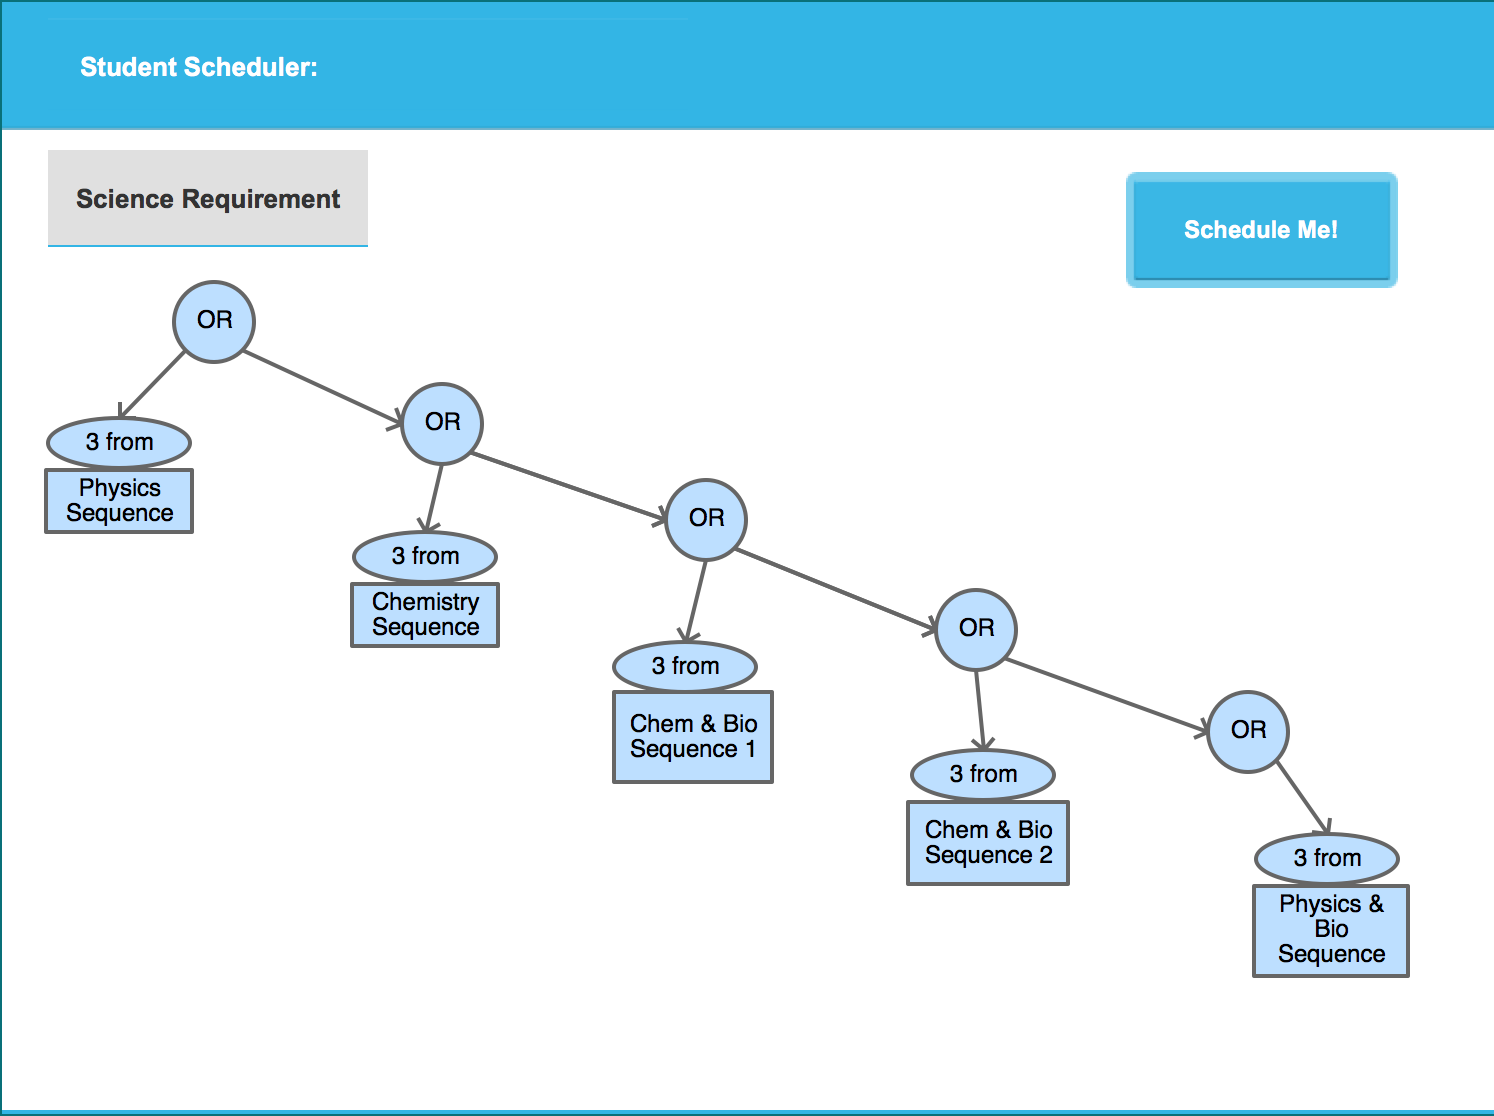 Student Scheduler:
Science Requirement
Schedule Me!
OR
3 from
Physics
Sequence
OR
3 from
Chemistry
Sequence
OR
3 from
Chem & Bio
Sequence 1
OR
3 from
Chem & Bio
Sequence 2
OR
3 from
Physics &
Bio
Sequence